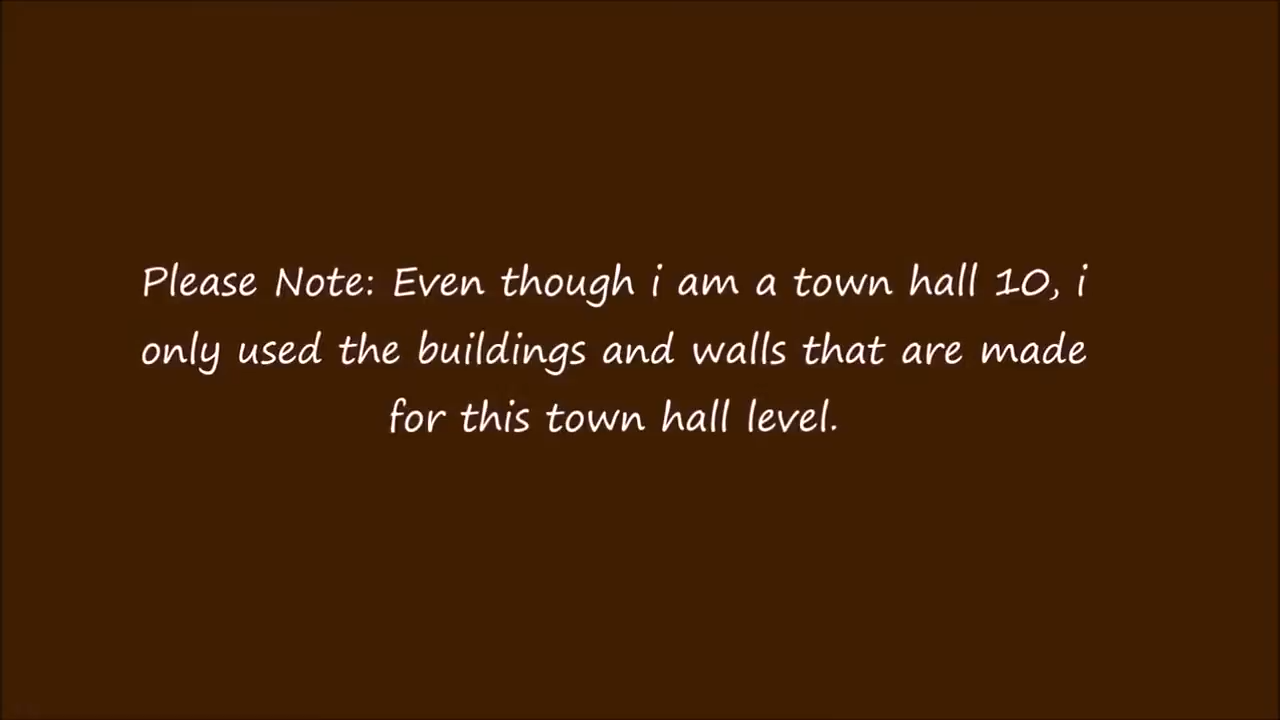 Please Note: Even though i am a town hall 10, i
only used the buildings and walls that are made
for this town hall level.